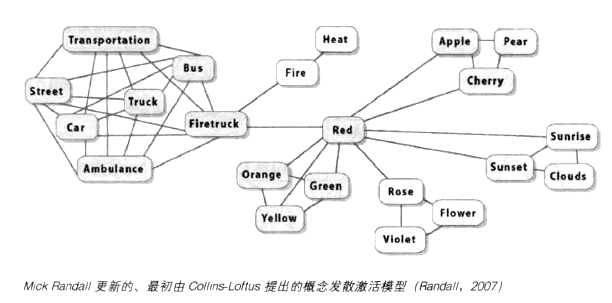 Transportation
Heat
Apple
Pear
Bus
Fire
Cherry
Street
Truck
Car
Firetruck
Red
Sunrise
Ambulance
Orange
Green
Sunset
Clouds
Rose
Yellow
Flower
Violet
Mick Randall 更新的、最初由 Collins-Loftus 提出的概念发散激活模型（Randall，2007）